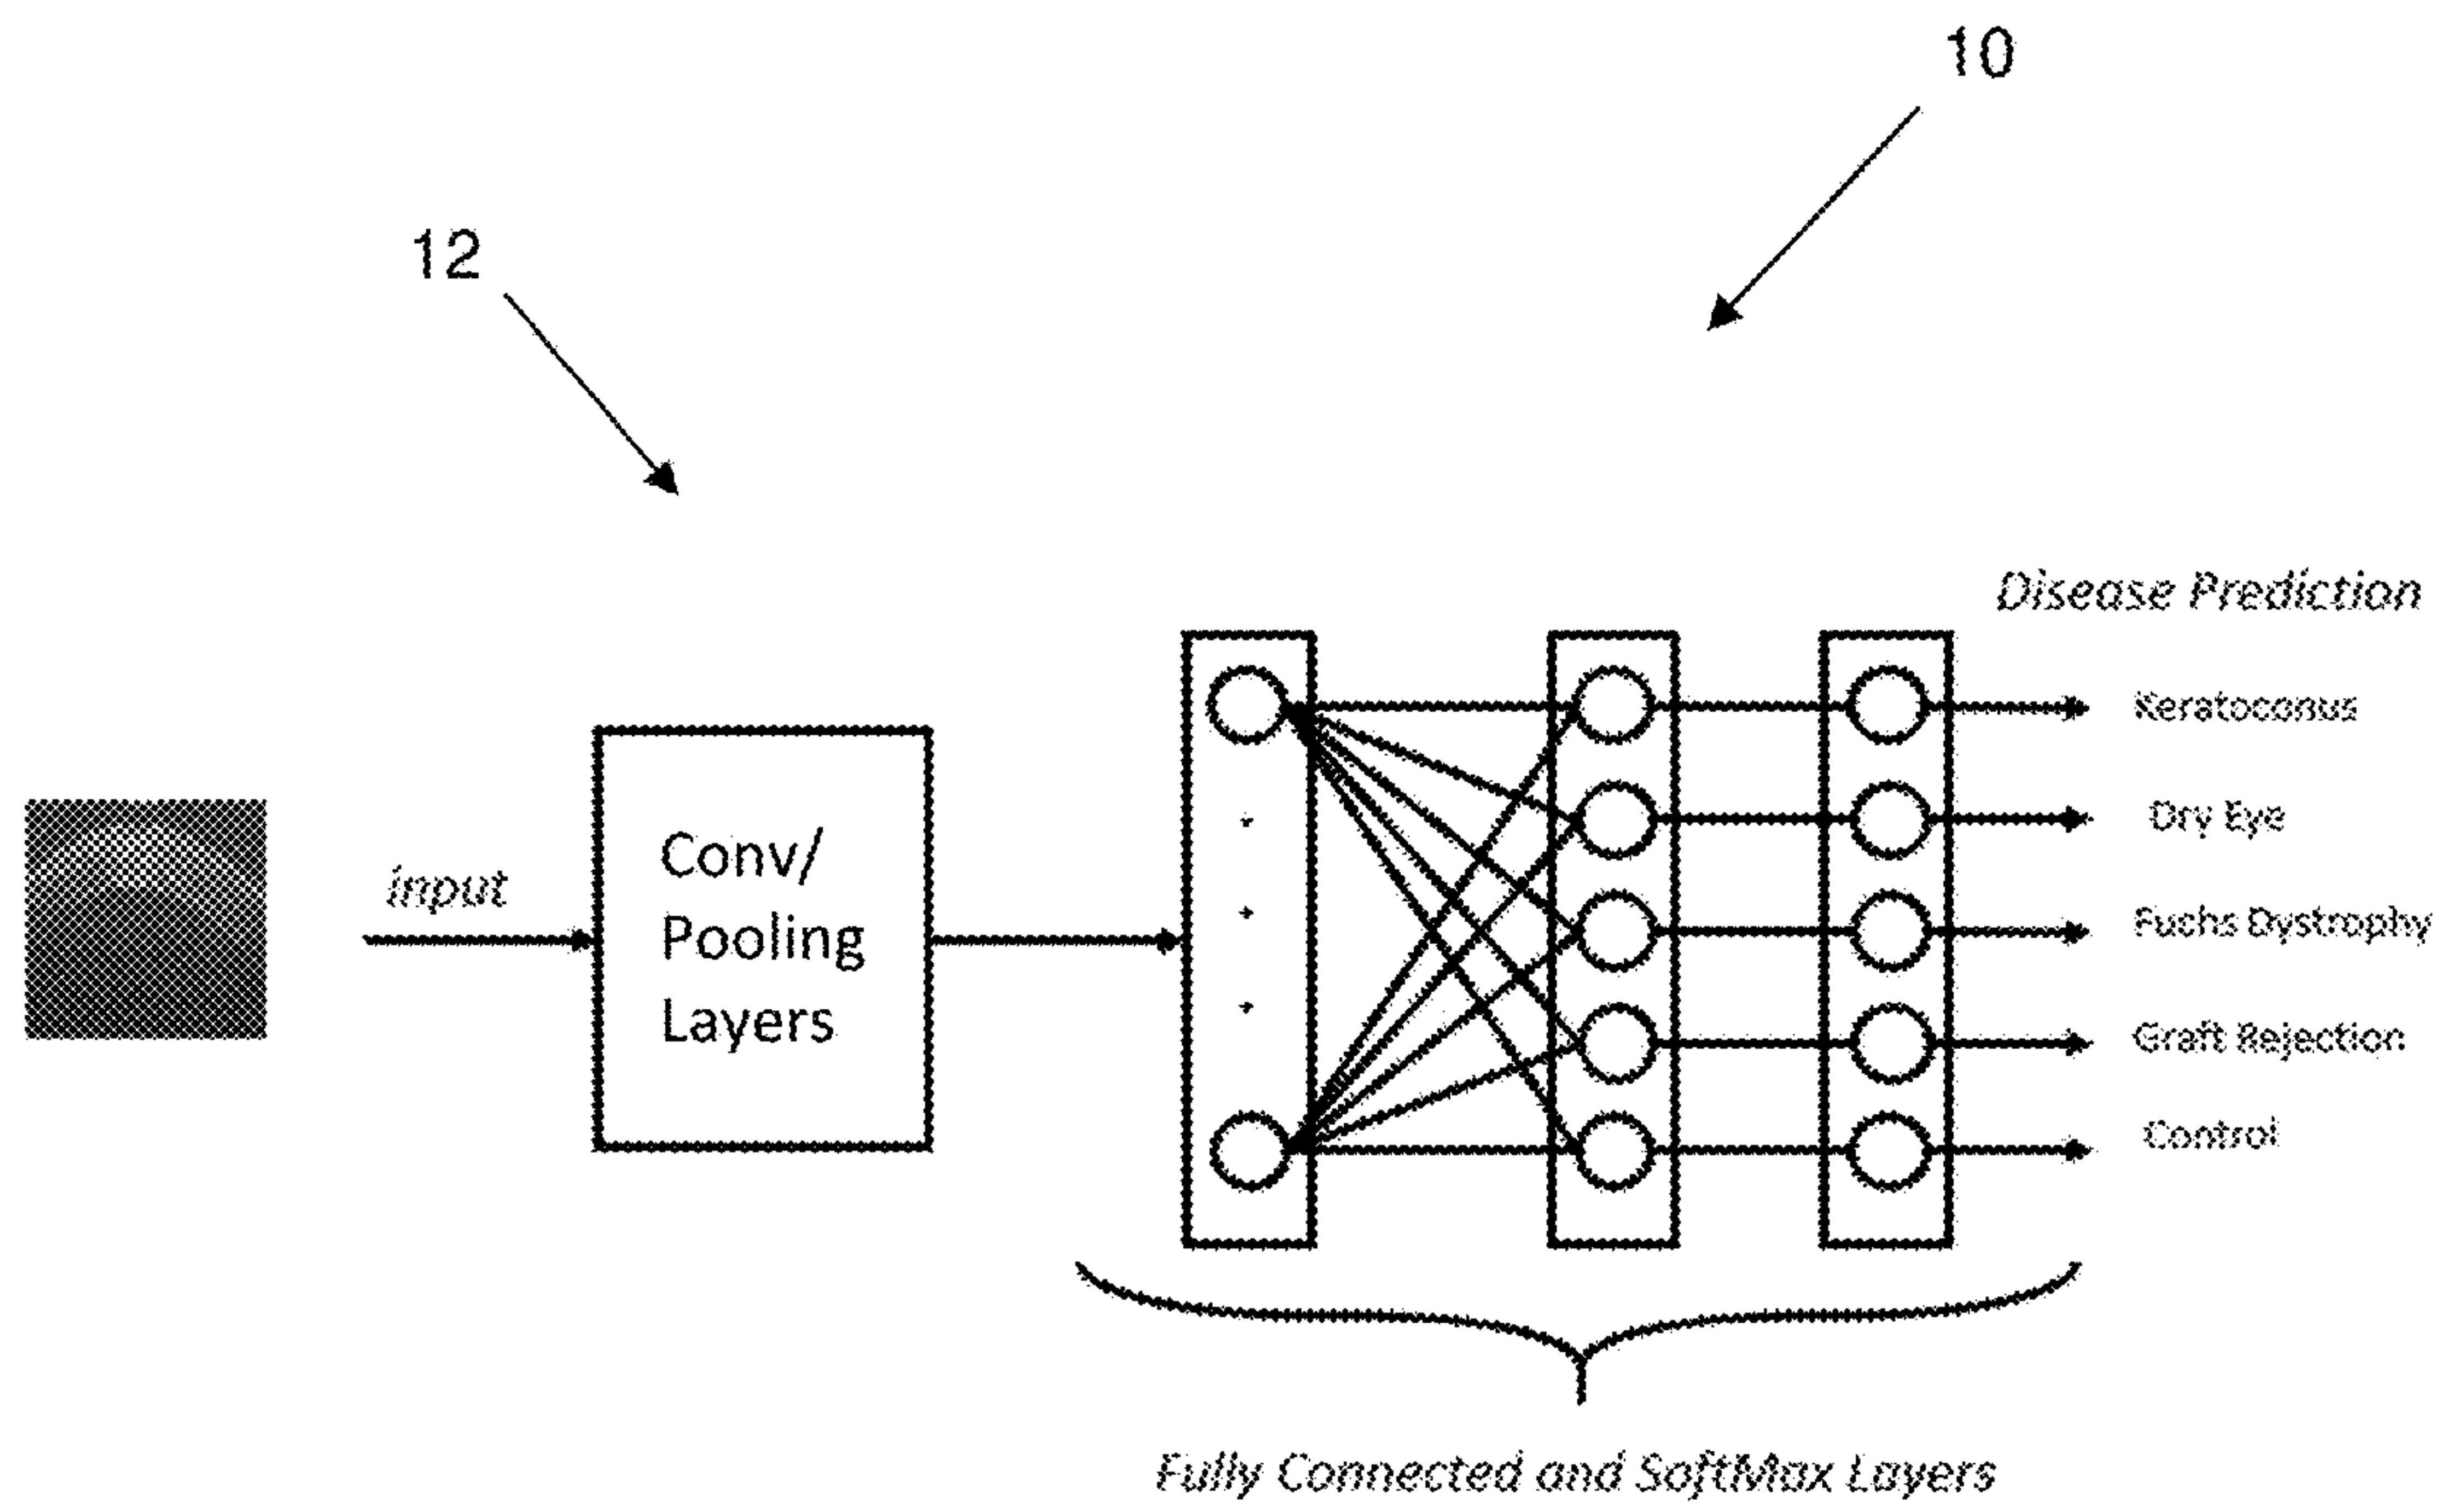 10
12
Disease Prediction
Keratoconus
Dry Eye
input
Conv/
Pooling
Layers
Fuchs Dystrophy
Graft Rejection
Control
Fully Connected and SoftMax Layers